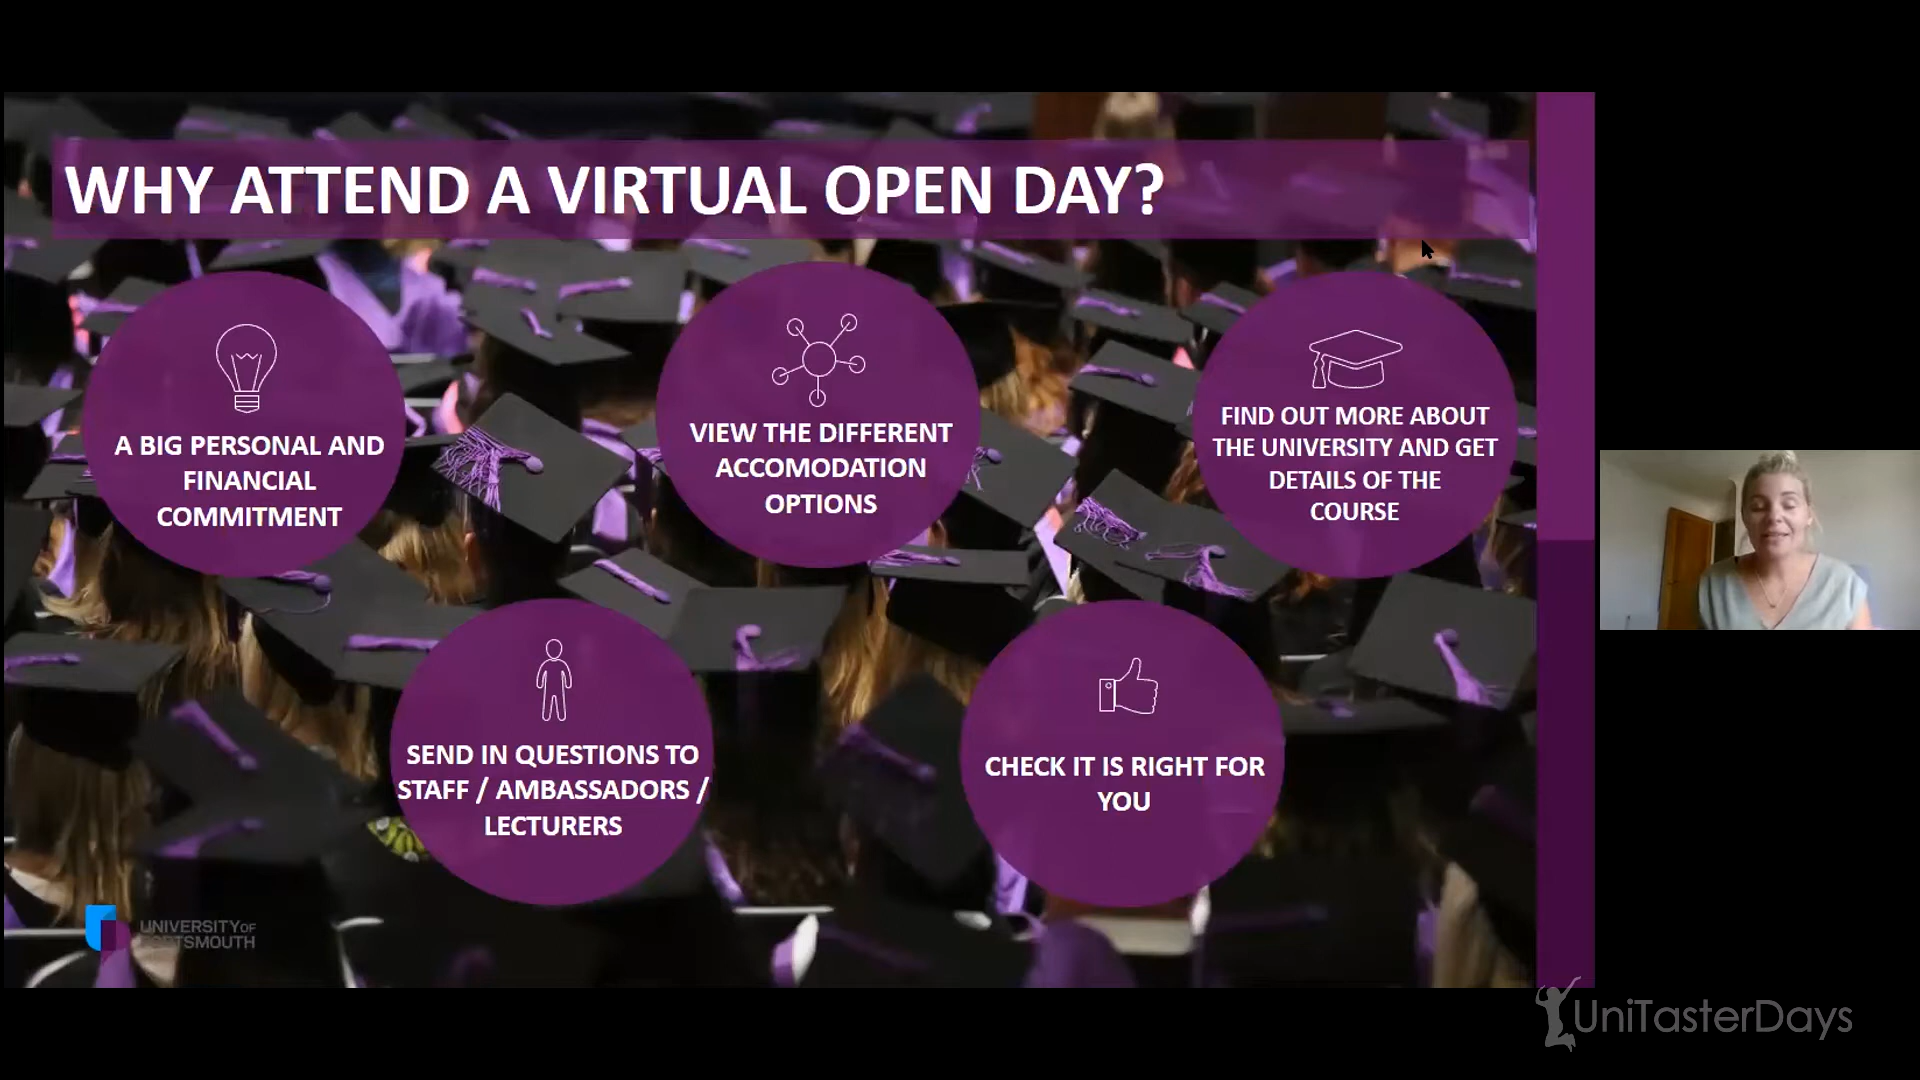 WHY ATTEND A VIRTUAL OPEN DAY?
A BIG PERSONAL AND
FINANCIAL
COMMITMENT
VIEW THE DIFFERENT
ACCOMODATION
OPTIONS
FIND OUT MORE ABOUT
THE UNIVERSITY AND GET
DETAILS OF THE
COURSE
SEND IN QUESTIONS TO
STAFF / AMBASSADORS /
LECTURERS
CHECK IT IS RIGHT FOR
YOU
UNIVERSITY OF
PORTSMOUTH
UniTasterDays